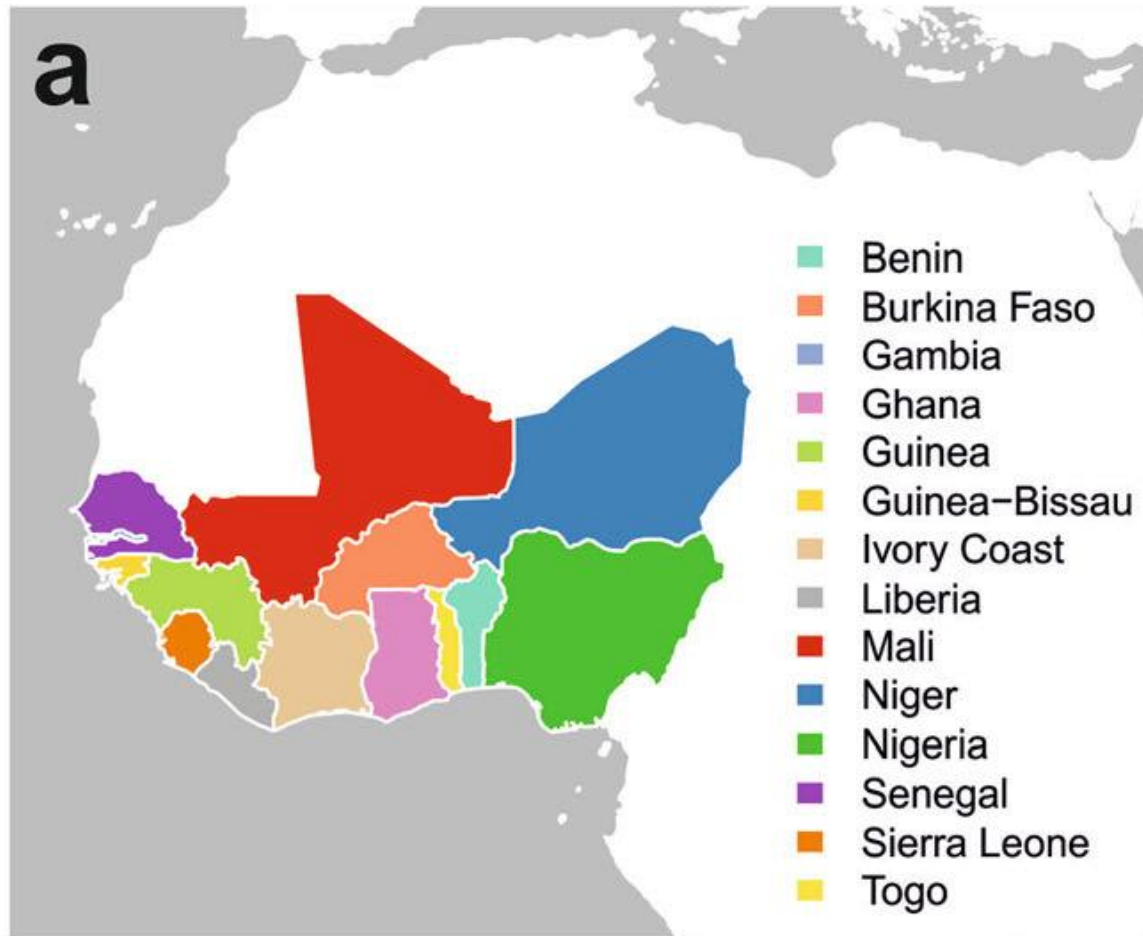 a
Benin
Burkina Faso
Gambia
Ghana
Guinea
Guinea−Bissau
Ivory Coast
Liberia
Mali
Niger
Nigeria
Senegal
Sierra Leone
Togo